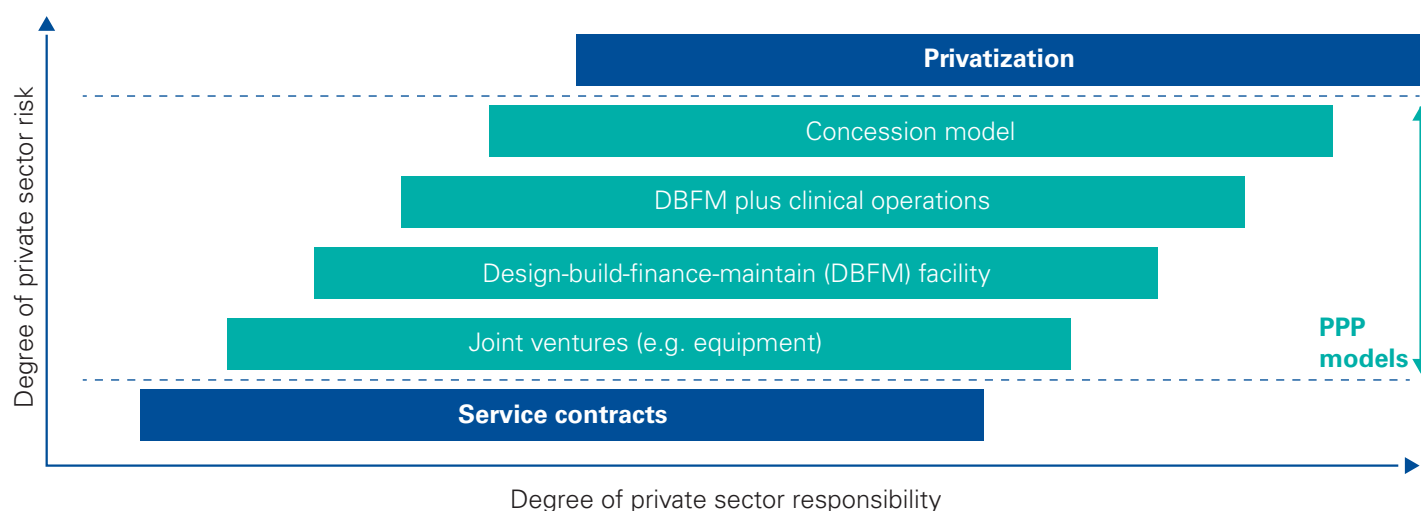 Degree of private sector risk
Privatization
Concession model
DBFM plus clinical operations
Design-build-finance-maintain (DBFM) facility
Joint ventures (e.g. equipment)
PPP
models
Service contracts
Degree of private sector responsibility